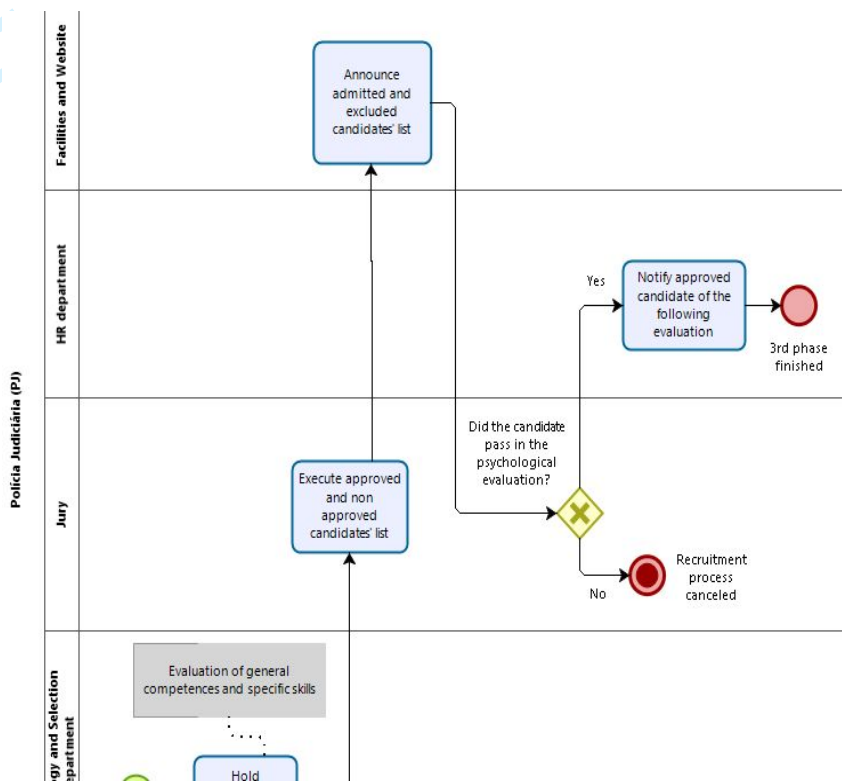 Polícia Judiciária (PJ)
Facilities and Website
Announce
admitted and
excluded
candidates' list
HR department
Yes
Notify approved
candidate of the
following
evaluation
3rd phase
finished
Jury
Execute approved
and non
approved
candidates' list
Did the candidate
pass in the
psychological
evaluation?
No
Recruitment
process
canceled
and Selection
Evaluation of general
competences and specific skills
Hold